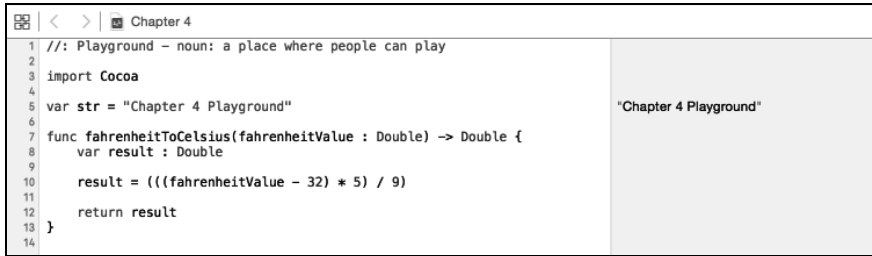 Chapter 4
1 //: Playground – noun: a place where people can play
2
3 import Cocoa
4
5 var str = "Chapter 4 Playground" "Chapter 4 Playground"
6
7 func fahrenheitToCelsius(fahrenheitValue : Double) -> Double {
8 var result : Double
9
10 result = (((fahrenheitValue - 32) * 5) / 9)
11
12 return result
13 }
14